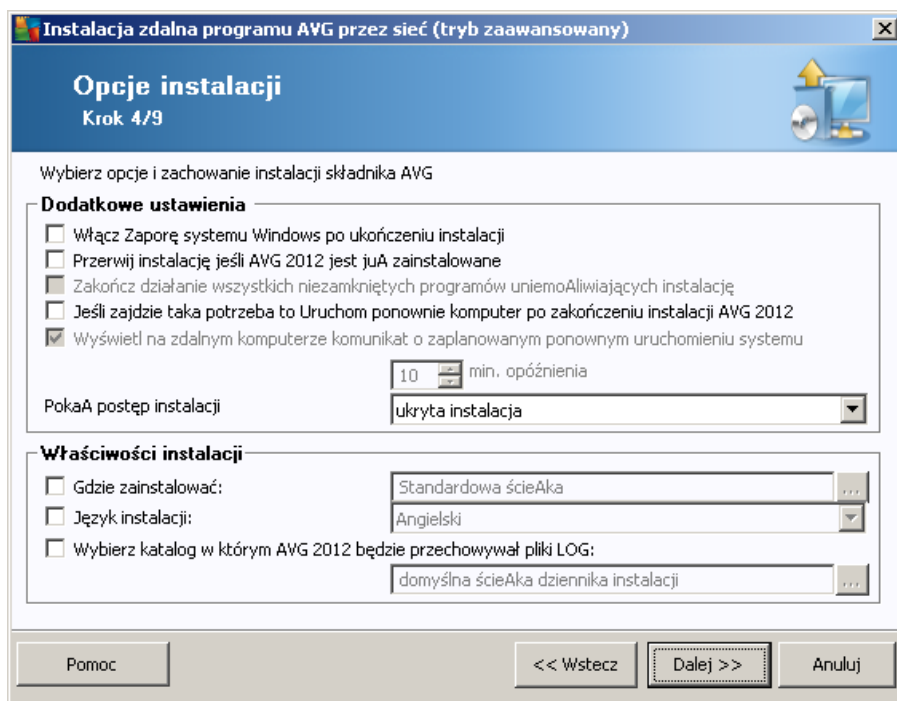 Instalacja zdalna programu AVG przez sieć (tryb zaawansowany)
Opcje instalacji
Krok 4/9
Wybierz opcje i zachowanie instalacji składnika AVG
Dodatkowe ustawienia
Włącz Zaporę systemu Windows po ukończeniu instalacji
Przerwij instalację jeśli AVG 2012 jest juA zainstalowane
Zakończ działanie wszystkich niezamkniętych programów uniemoAliwiających instalację
Jeśli zajdzie taka potrzeba to Uruchom ponownie komputer po zakończeniu instalacji AVG 2012
Wyświetl na zdalnym komputerze komunikat o zaplanowanym ponownym uruchomieniu systemu
10 min. opóźnienia
PokaA postęp instalacji ukryta instalacja
Właściwości instalacji
Gdzie zainstalować: Standardowa ścieAka ...
Język instalacji: Angielski
Wybierz katalog w którym AVG 2012 będzie przechowywał pliki LOG:
domyślna ścieAka dziennika instalacji ...
Pomoc << Wstecz Dalej >> Anuluj